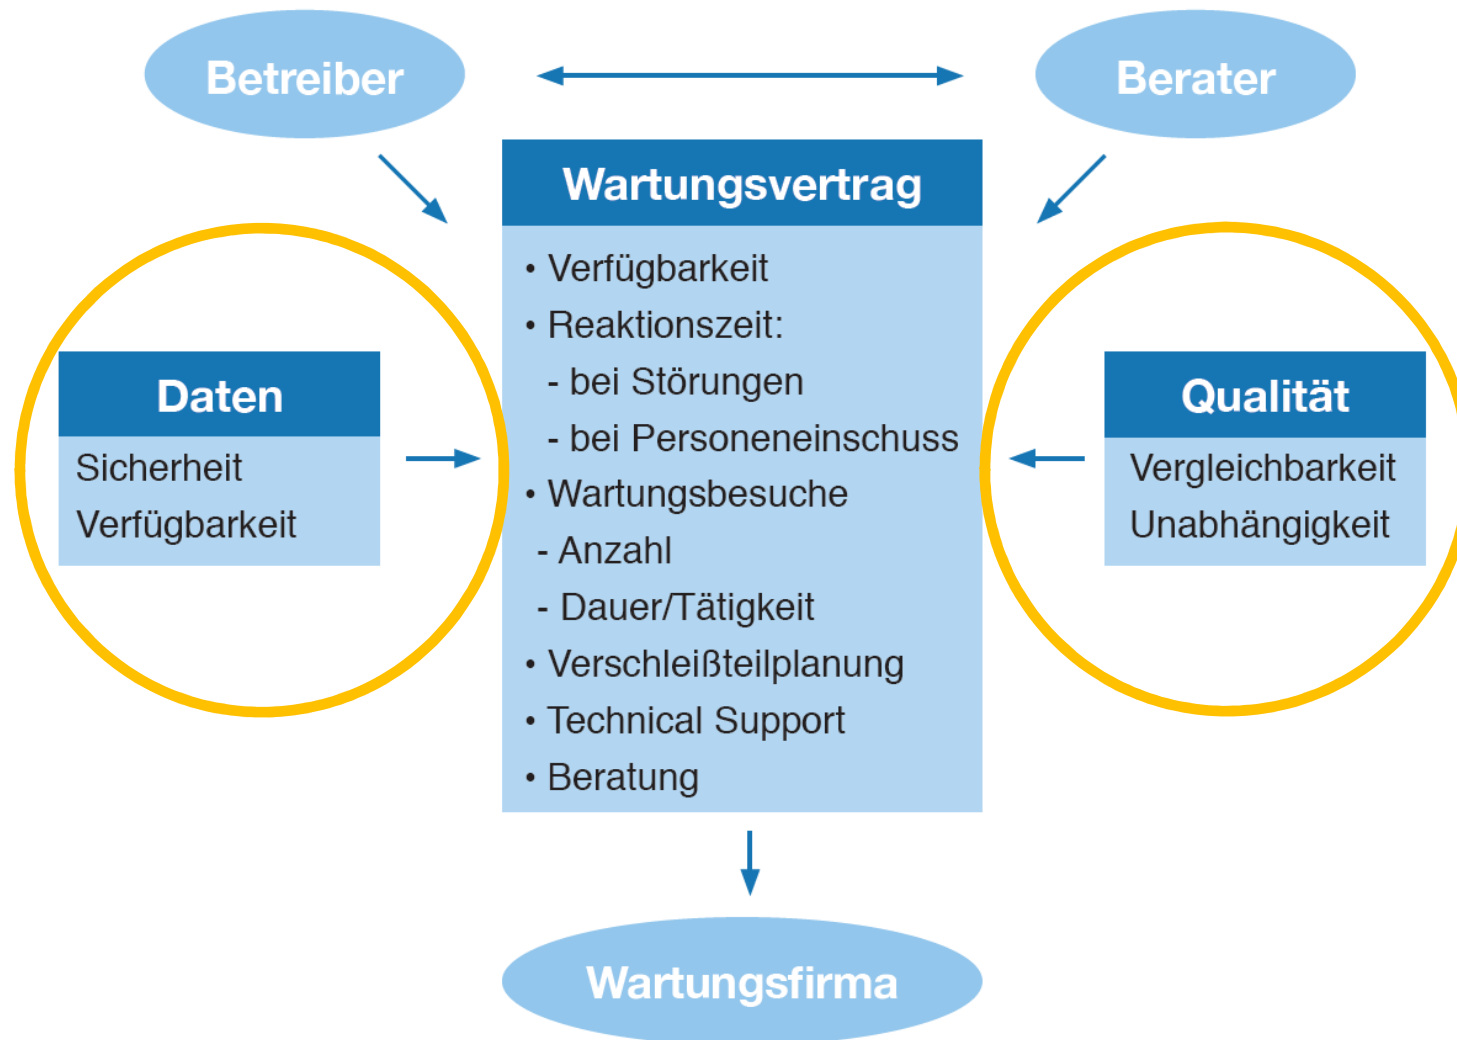 Betreiber
Berater
Wartungsvertrag
• Verfügbarkeit
• Reaktionszeit:
- bei Störungen
- bei Personeneinschuss
• Wartungsbesuche
- Anzahl
- Dauer/Tätigkeit
• Verschleißteilplanung
• Technical Support
• Beratung
Daten
Sicherheit
Verfügbarkeit
Qualität
Vergleichbarkeit
Unabhängigkeit
Wartungsfirma